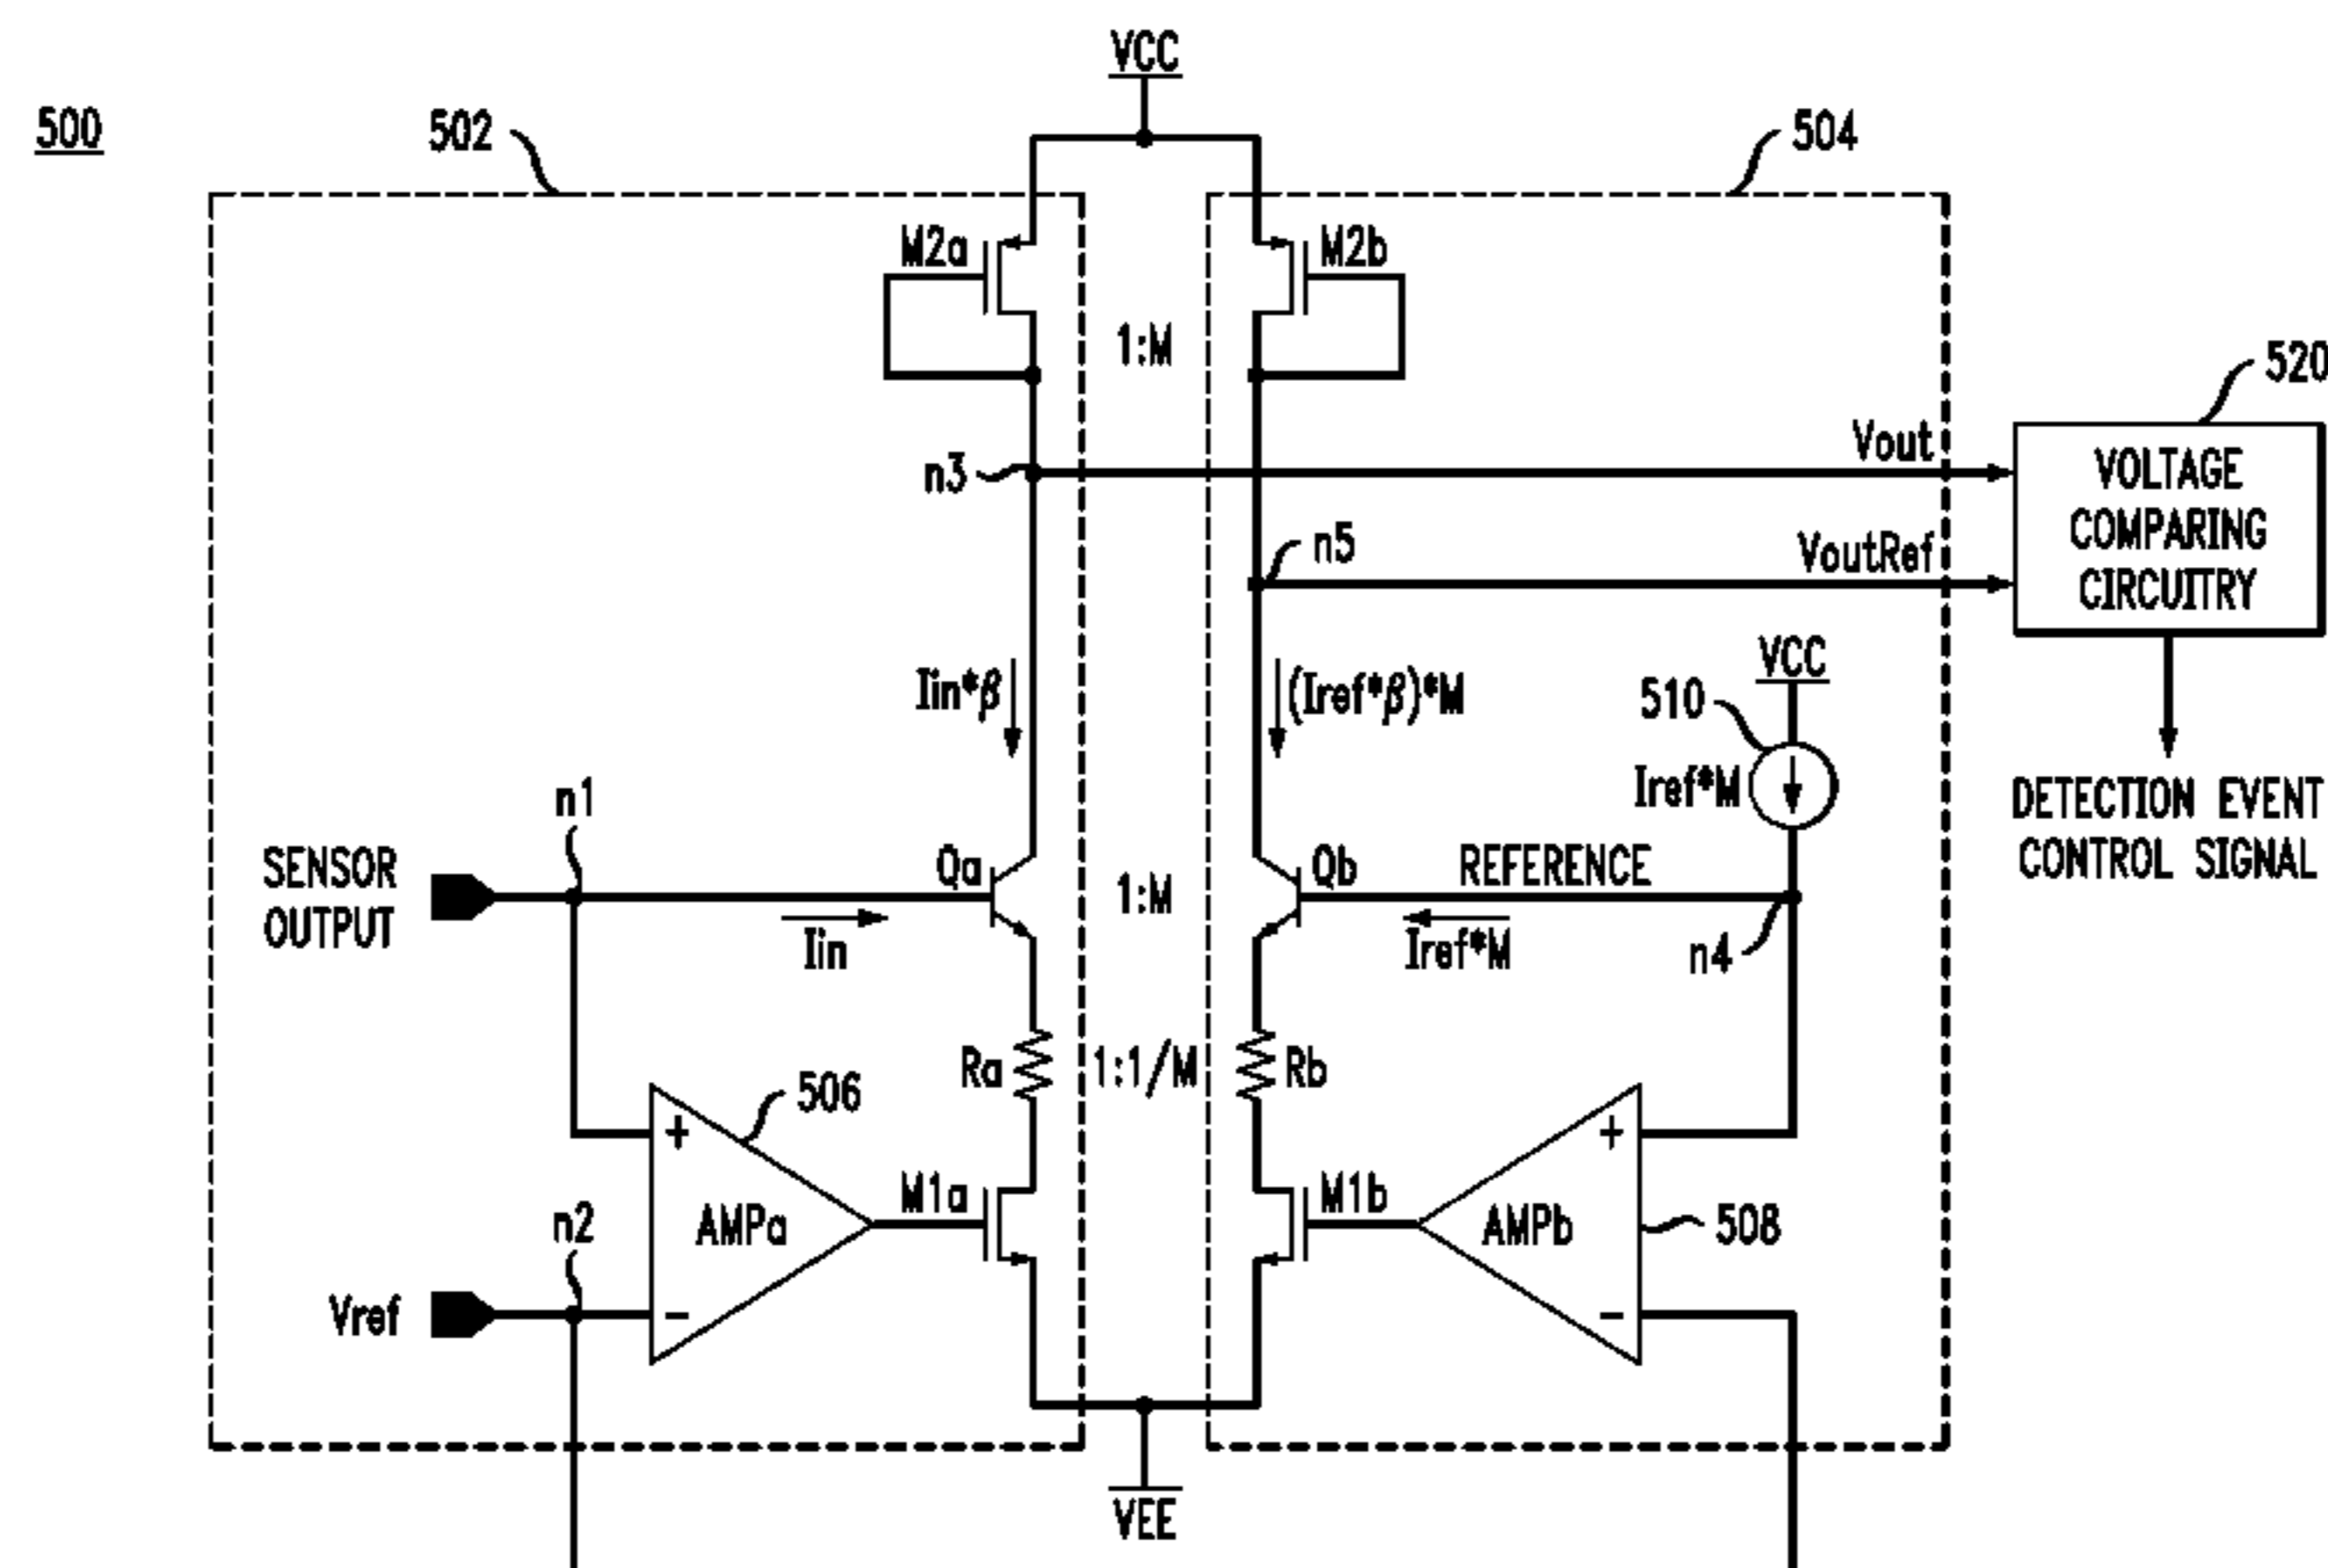 VCC
500
502
504
M2a
M2b
1:M
520
Vout
VOLTAGE
COMPARING
CIRCUITRY
n3
n5
VoutRef
Iin*β
(Iref*β)*M
VCC
510
Iref*M
DETECTION EVENT
CONTROL SIGNAL
n1
SENSOR
OUTPUT
Qa
1:M
Qb
REFERENCE
Iin
Iref*M
n4
Ra
1:1/M
Rb
506
+
+
M1a
M1b
n2
AMPa
AMPb
508
Vref
-
-
VEE